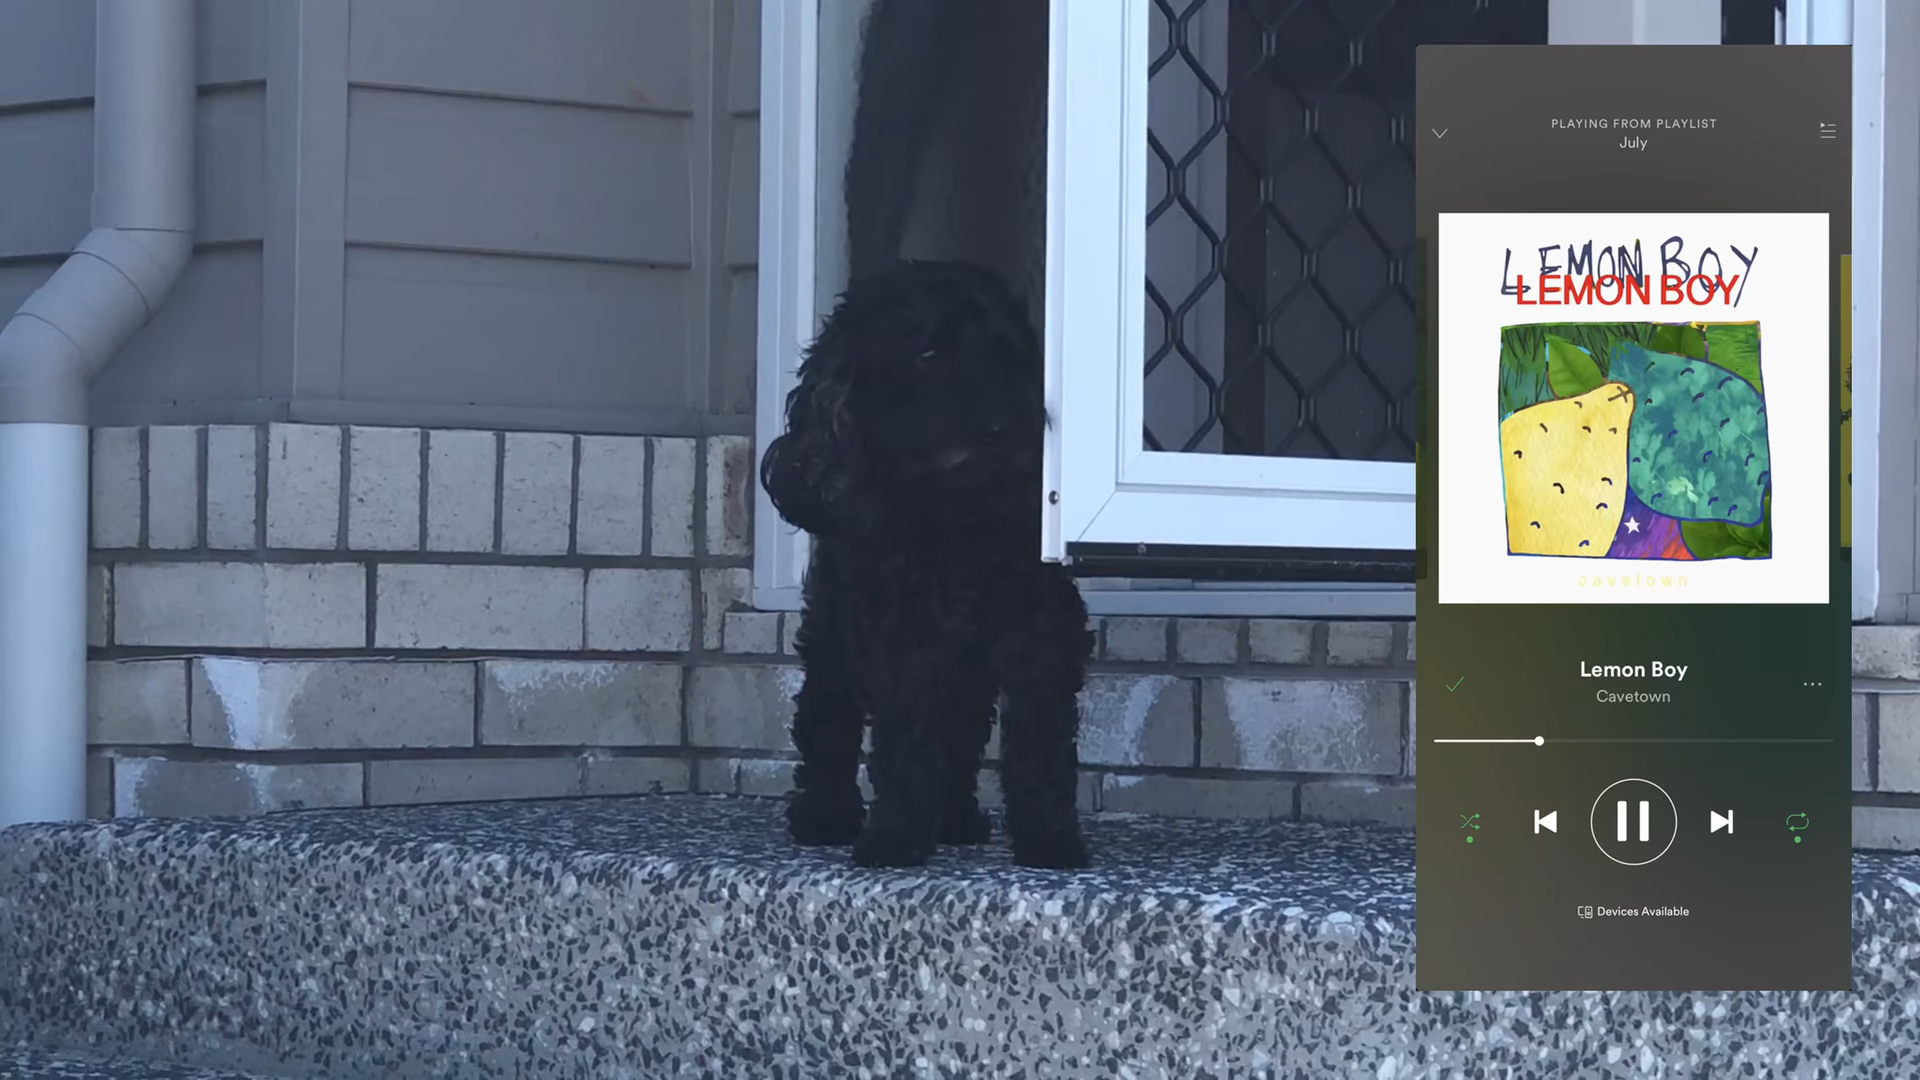 PLAYING FROM PLAYLIST
July
LEMON BOY
LEMON BOY
cavetown
Lemon Boy
Cavetown
Devices Available